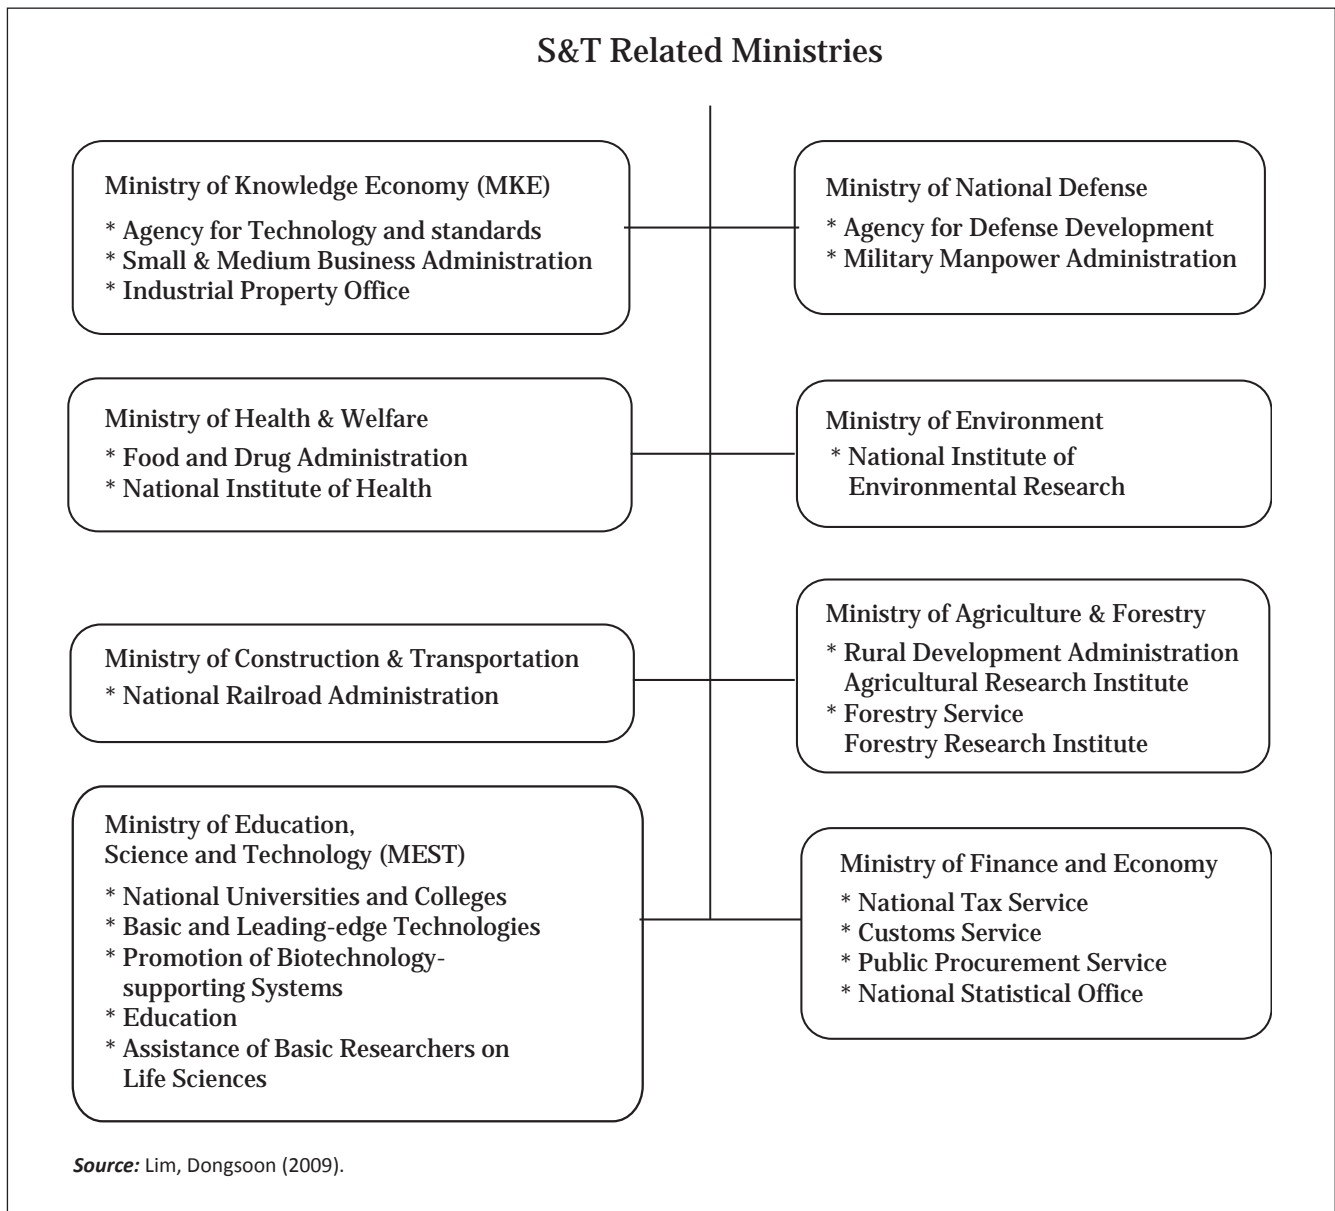 S&T Related Ministries
Ministry of Knowledge Economy (MKE)
* Agency for Technology and standards
* Small & Medium Business Administration
* Industrial Property Office
Ministry of National Defense
* Agency for Defense Development
* Military Manpower Administration
Ministry of Health & Welfare
* Food and Drug Administration
* National Institute of Health
Ministry of Environment
* National Institute of
Environmental Research
Ministry of Construction & Transportation
* National Railroad Administration
Ministry of Agriculture & Forestry
* Rural Development Administration
Agricultural Research Institute
* Forestry Service
Forestry Research Institute
Ministry of Education,
Science and Technology (MEST)
* National Universities and Colleges
* Basic and Leading-edge Technologies
* Promotion of Biotechnology-
supporting Systems
* Education
* Assistance of Basic Researchers on
Life Sciences
Ministry of Finance and Economy
* National Tax Service
* Customs Service
* Public Procurement Service
* National Statistical Office
Source: Lim, Dongsoon (2009).